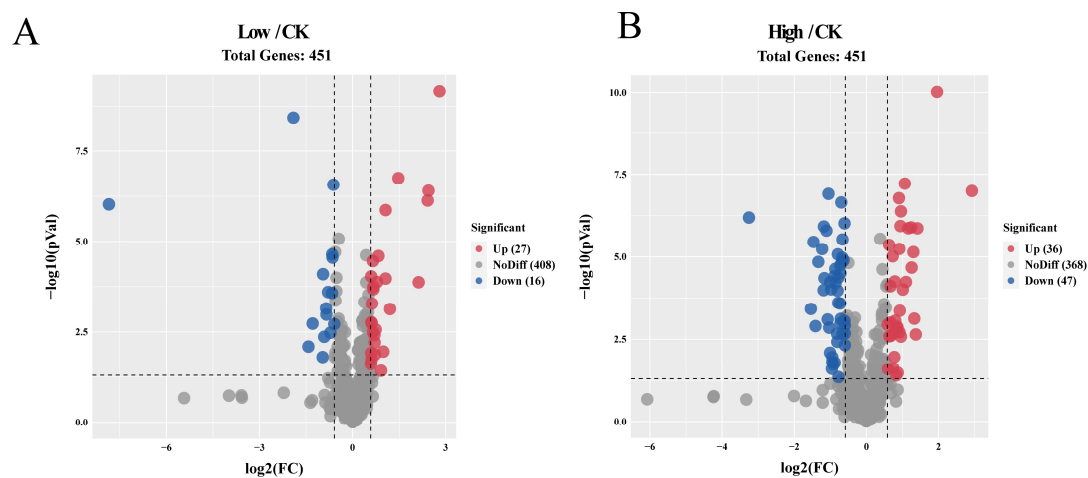 A
Low /CK
Total Genes: 451
−log10(pVal)
7.5
5.0
2.5
0.0
−6
−3
0
3
log2(FC)
Significant
Up (27)
NoDiff (408)
Down (16)
B
High /CK
Total Genes: 451
−log10(pVal)
10.0
7.5
5.0
2.5
0.0
−6
−4
−2
0
2
log2(FC)
Significant
Up (36)
NoDiff (368)
Down (47)